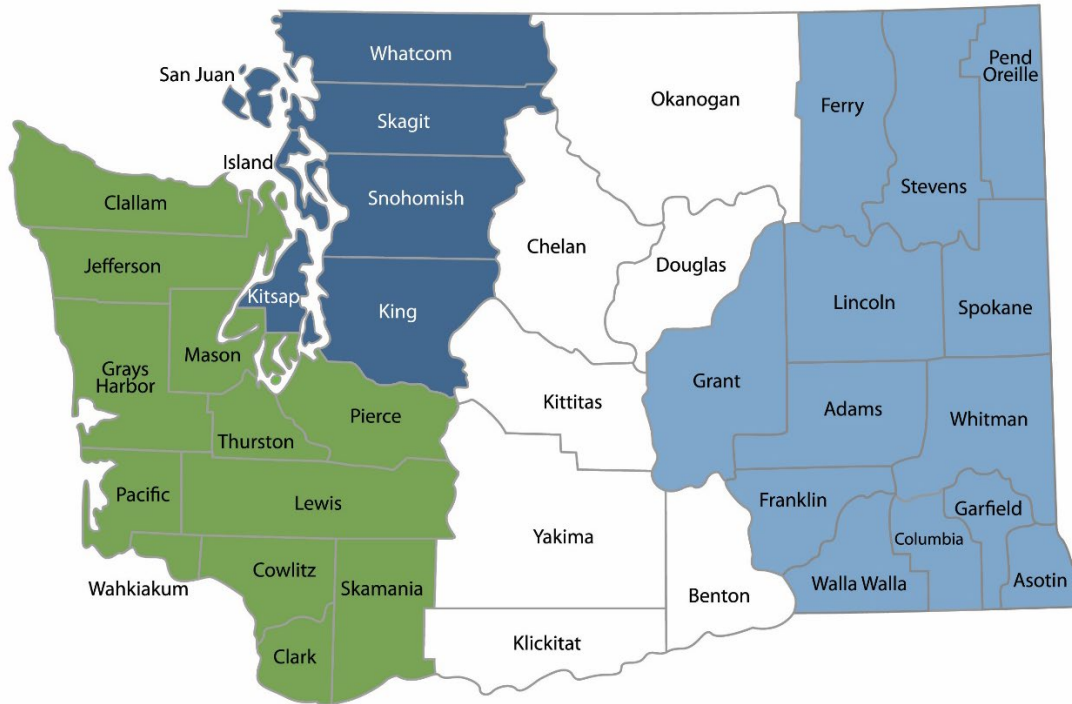 Whatcom
San Juan
Skagit
Island
Snohomish
Clallam
Jefferson
Kitsap
King
Mason
Grays
Harbor
Pierce
Thurston
Pacific
Lewis
Wahkiakum
Cowlitz
Skamania
Clark
Okanogan
Chelan
Douglas
Kittitas
Yakima
Benton
Klickitat
Ferry
Stevens
Pend
Oreille
Lincoln
Spokane
Grant
Adams
Whitman
Franklin
Garfield
Columbia
Walla Walla
Asotin